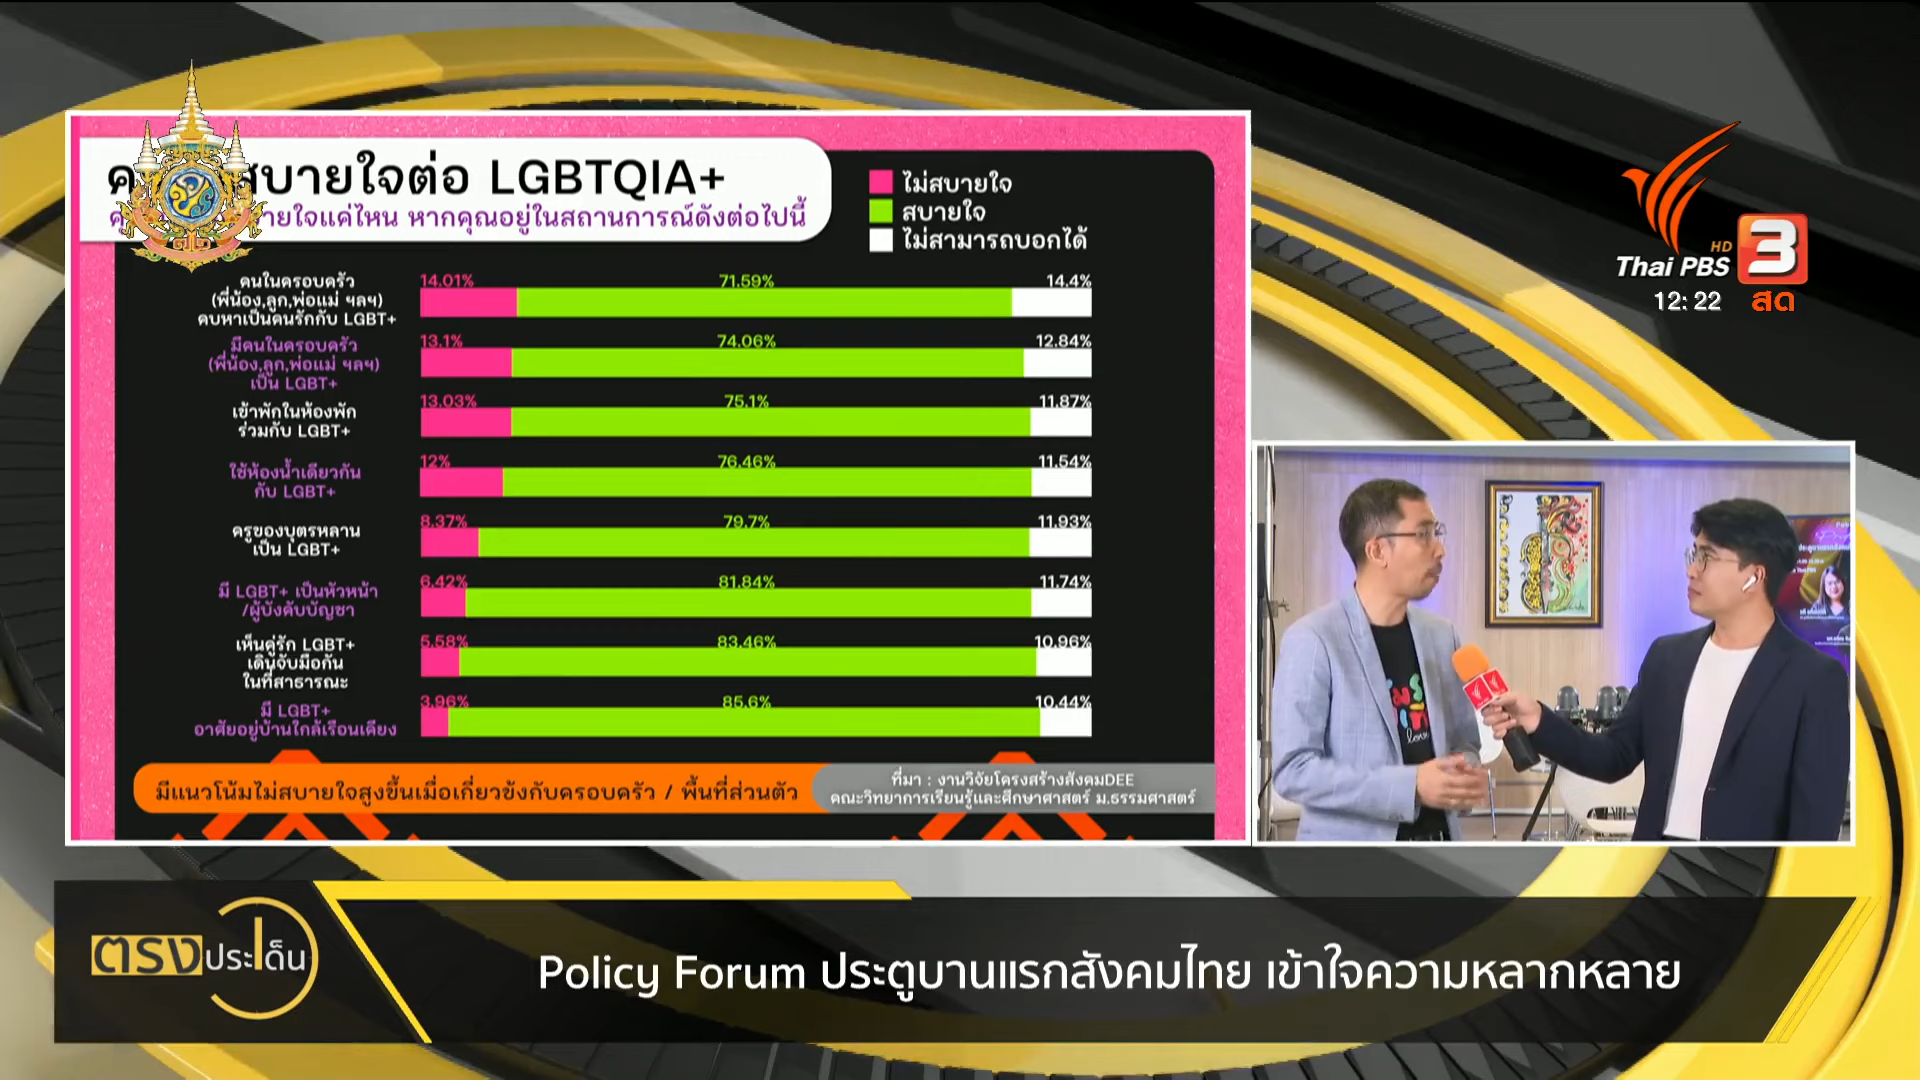 สบายใจต่อ LGBTQIA+
หากคุณอยู่ในสถานการณ์ดังต่อไปนี้
ไม่สบายใจ
สบายใจ
ไม่สามารถบอกได้
คนในครอบครัว
(พี่น้อง,ลูก,พ่อแม่ ฯลฯ)
คบหาเป็นคนรักกับ LGBT+
14.01% 71.59% 14.4%
มีคนในครอบครัว
(พี่น้อง,ลูก,พ่อแม่ ฯลฯ)
เป็น LGBT+
13.1% 74.06% 12.84%
เข้าพักในห้องพัก
ร่วมกับ LGBT+
13.03% 75.1% 11.87%
ใช้ห้องน้ำเดียวกัน
กับ LGBT+
12% 76.46% 11.54%
ครูของบุตรหลาน
เป็น LGBT+
8.37% 79.7% 11.93%
มี LGBT+ เป็นหัวหน้า
/ผู้บังคับบัญชา
6.42% 81.84% 11.74%
เห็นคู่รัก LGBT+
เดินจับมือกัน
ในที่สาธารณะ
5.58% 83.46% 10.96%
มี LGBT+
อาศัยอยู่บ้านใกล้เรือนเคียง
3.96% 85.6% 10.44%
มีแนวโน้มไม่สบายใจสูงขึ้นเมื่อเกี่ยวข้งกับครอบครัว / พื้นที่ส่วนตัว
ที่มา : งานวิจัยโครงสร้างสังคมDEE
คณะวิทยาการเรียนรู้และศึกษาศาสตร์ ม.ธรรมศาสตร์
HD
Thai PBS 3
12:22 สด
ตรงประเด็น
Policy Forum ประตูบานแรกสังคมไทย เข้าใจความหลากหลาย